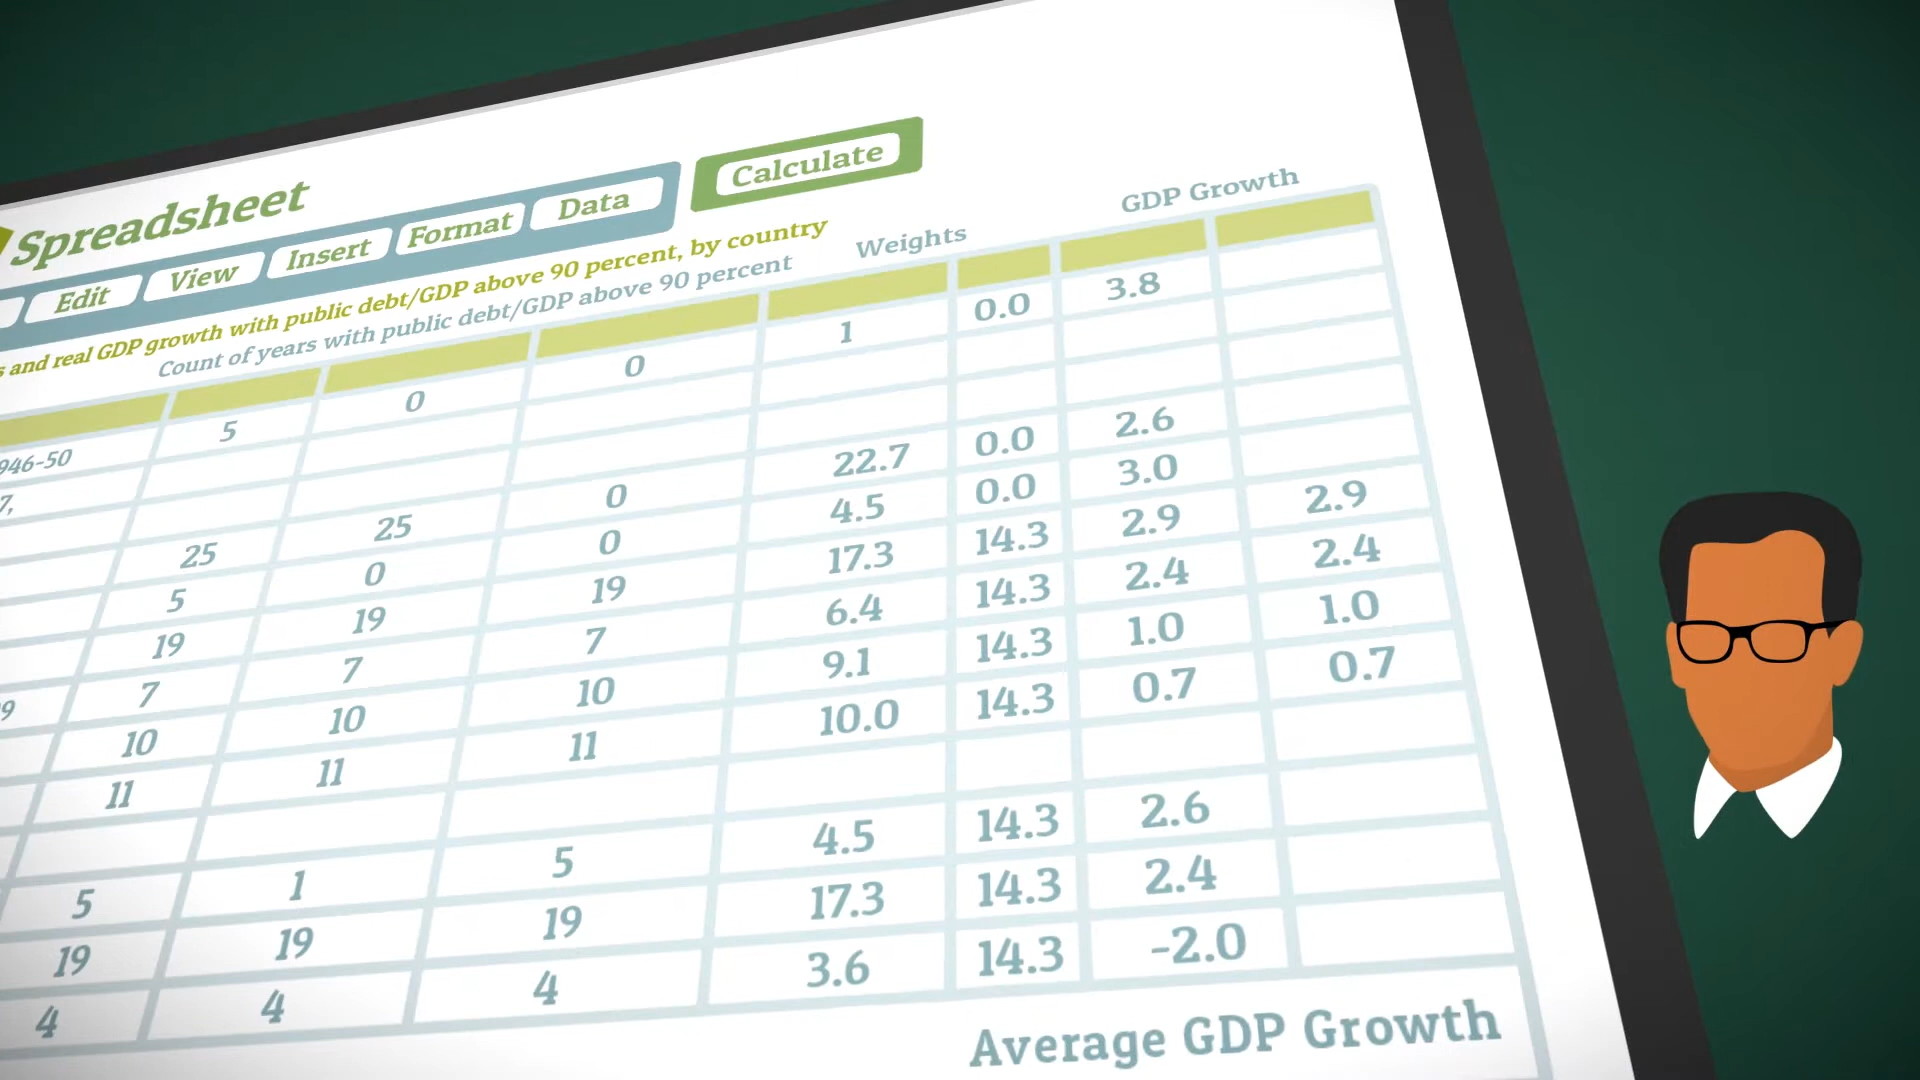 Spreadsheet
Edit View Insert Format Data Calculate
and real GDP growth with public debt/GDP above 90 percent, by country
Count of years with public debt/GDP above 90 percent
Weights
GDP Growth
946-50 5 0 0 1 0.0 3.8
7,
25 25 0 22.7 0.0 2.6
5 0 0 4.5 0.0 3.0
19 19 19 17.3 14.3 2.9 2.9
9 7 7 7 6.4 14.3 2.4 2.4
10 10 10 9.1 14.3 1.0 1.0
11 11 11 10.0 14.3 0.7 0.7
5 1 5 4.5 14.3 2.6
19 19 19 17.3 14.3 2.4
4 4 4 3.6 14.3 -2.0
Average GDP Growth